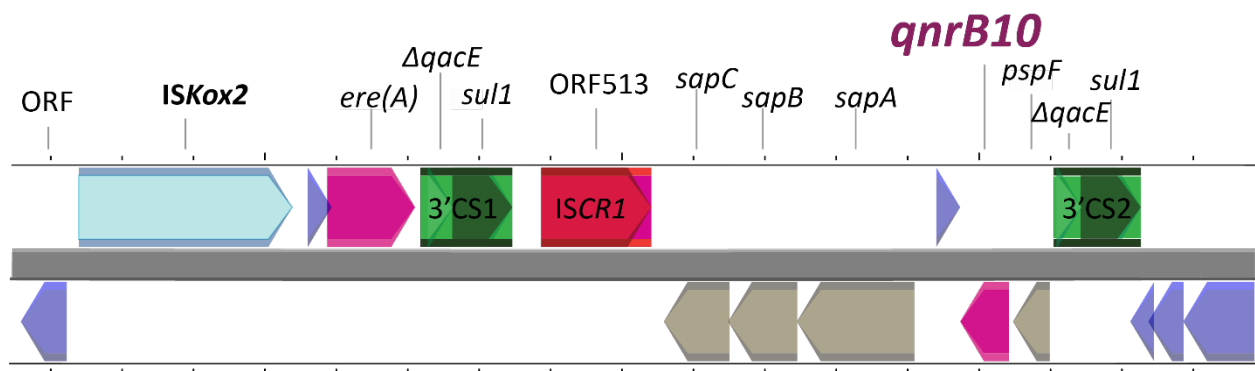 qnrB10
ΔqacE
pspF
sul1
ORF
ISKox2
ere(A)
sul1
ORF513
sapC
sapB
sapA
ΔqacE
3'CS1
ISCR1
3'CS2